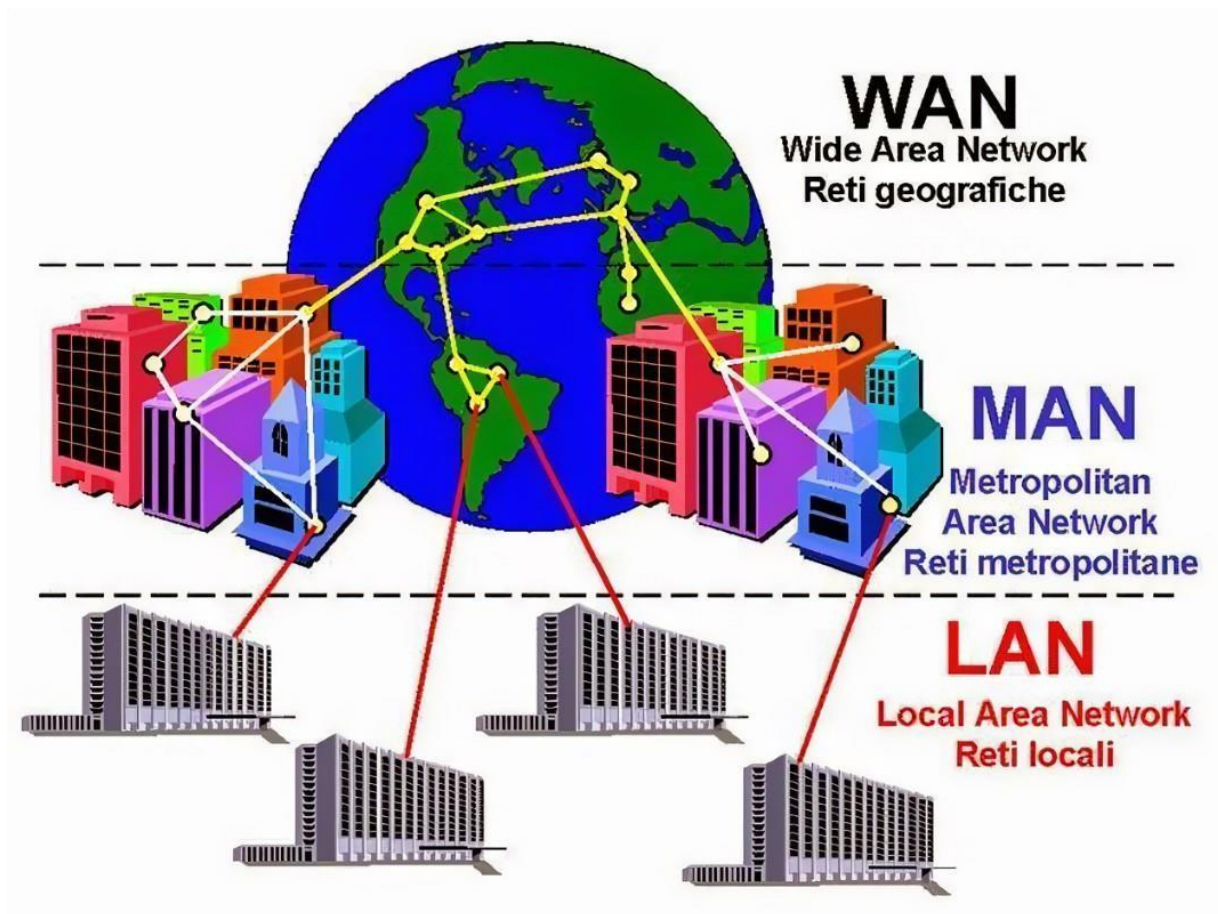 WAN
Wide Area Network
Reti geografiche
MAN
Metropolitan
Area Network
Reti metropolitane
LAN
Local Area Network
Reti locali